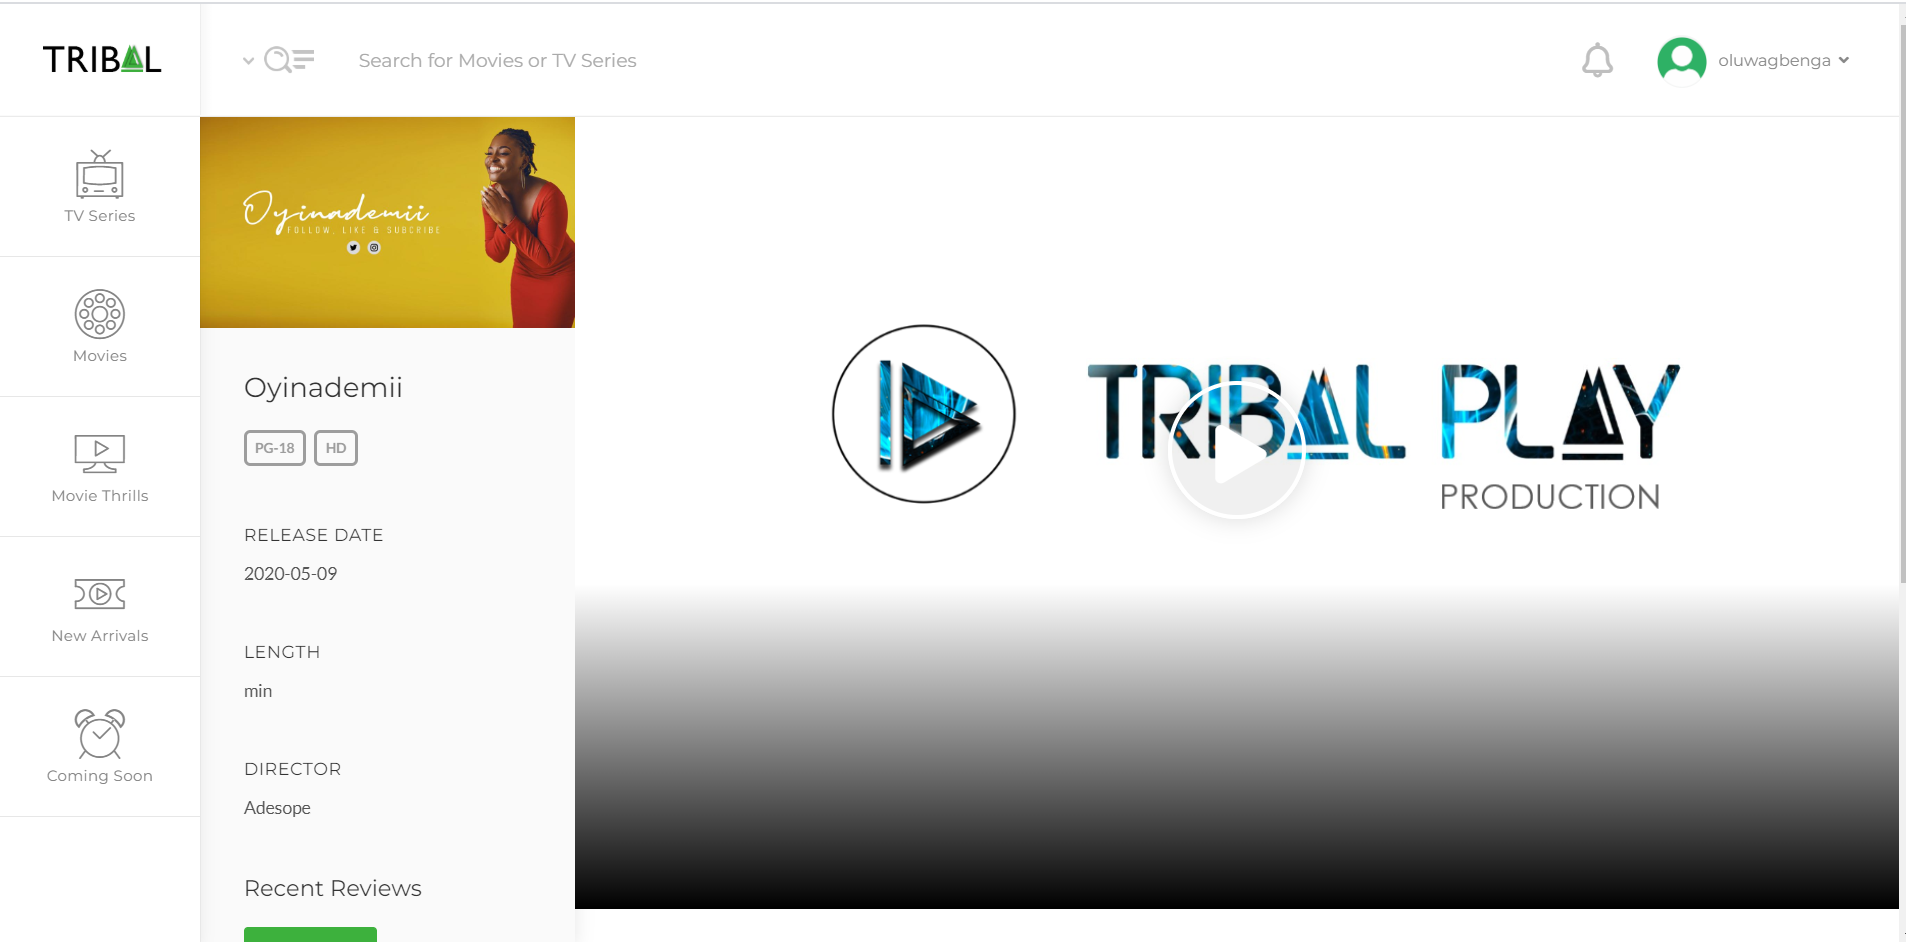 TRIBAL
Search for Movies or TV Series
oluwagbenga
TV Series
Movies
Movie Thrills
New Arrivals
Coming Soon
Oyinademii
FOLLOW, LIKE & SUBCRIBE
Oyinademii
PG-18 HD
RELEASE DATE
2020-05-09
LENGTH
min
DIRECTOR
Adesope
Recent Reviews
TRIBAL PLAY
PRODUCTION